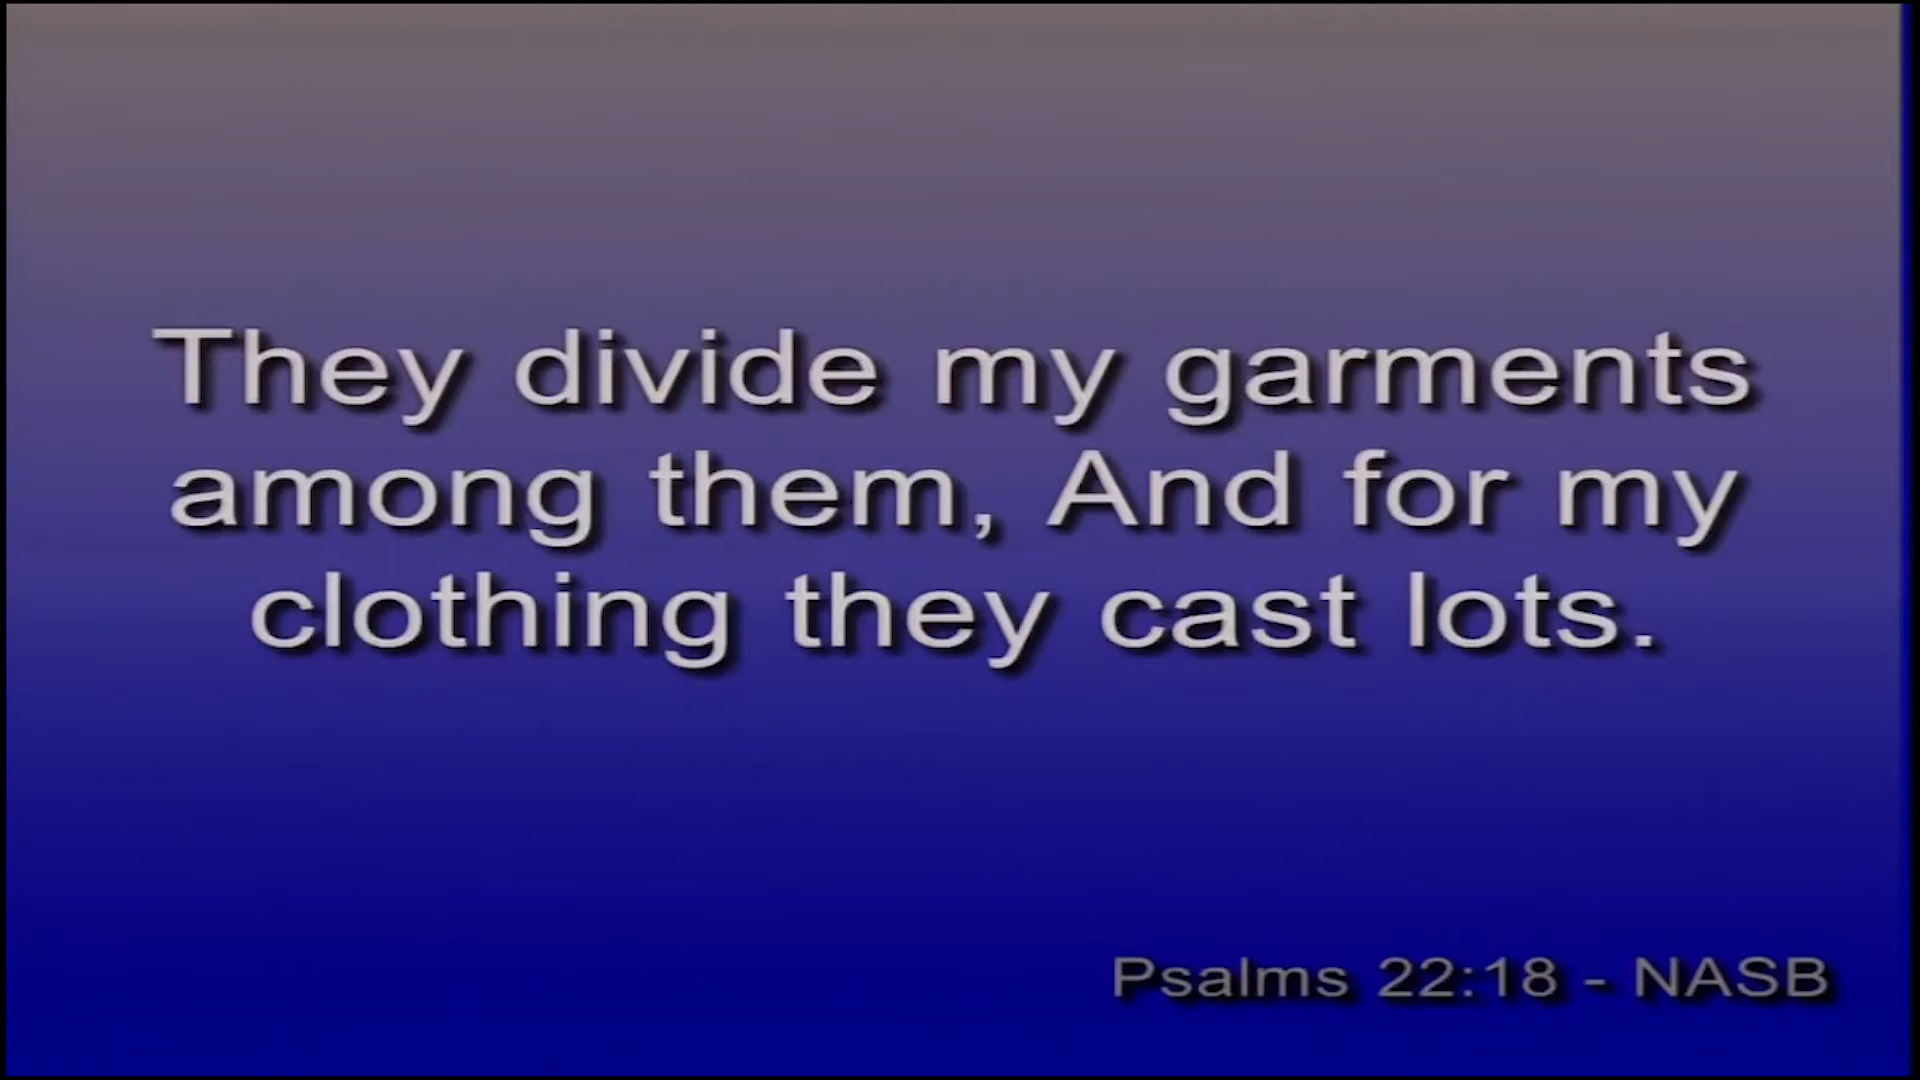 They divide my garments
among them, And for my
clothing they cast lots.
Psalms 22:18 - NASB